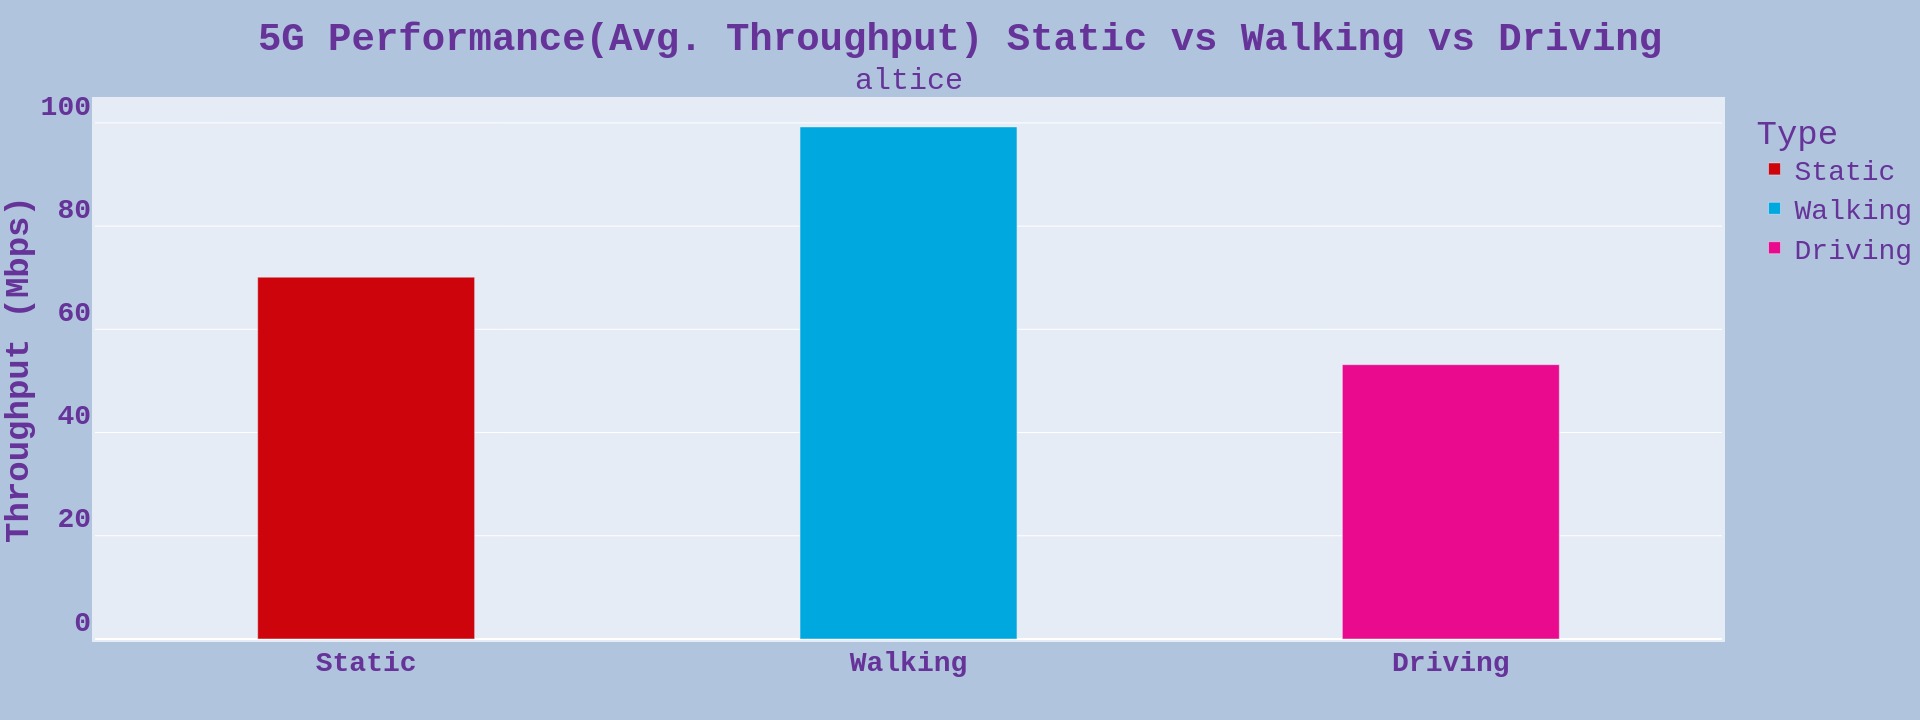 5G Performance(Avg. Throughput) Static vs Walking vs Driving
altice
Throughput (Mbps)
100
80
60
40
20
0
Static
Walking
Driving
Type
Static
Walking
Driving